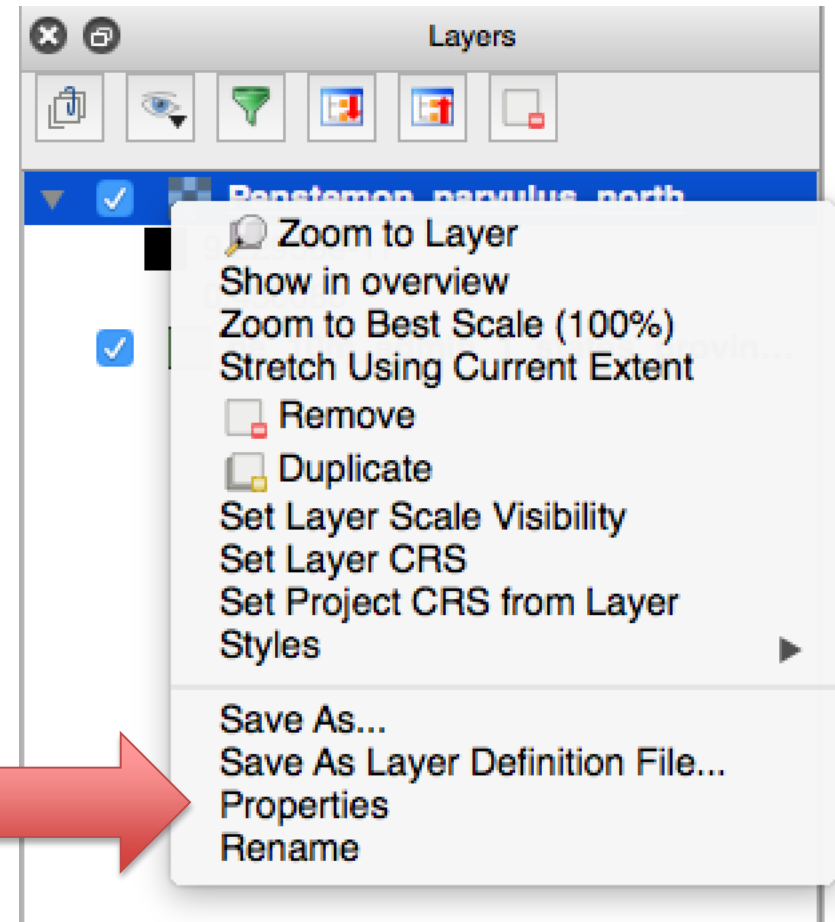 Layers
Penstemon_parvulus_north
Zoom to Layer
Show in overview
Zoom to Best Scale (100%)
Stretch Using Current Extent
Remove
Duplicate
Set Layer Scale Visibility
Set Layer CRS
Set Project CRS from Layer
Styles
Save As...
Save As Layer Definition File...
Properties
Rename